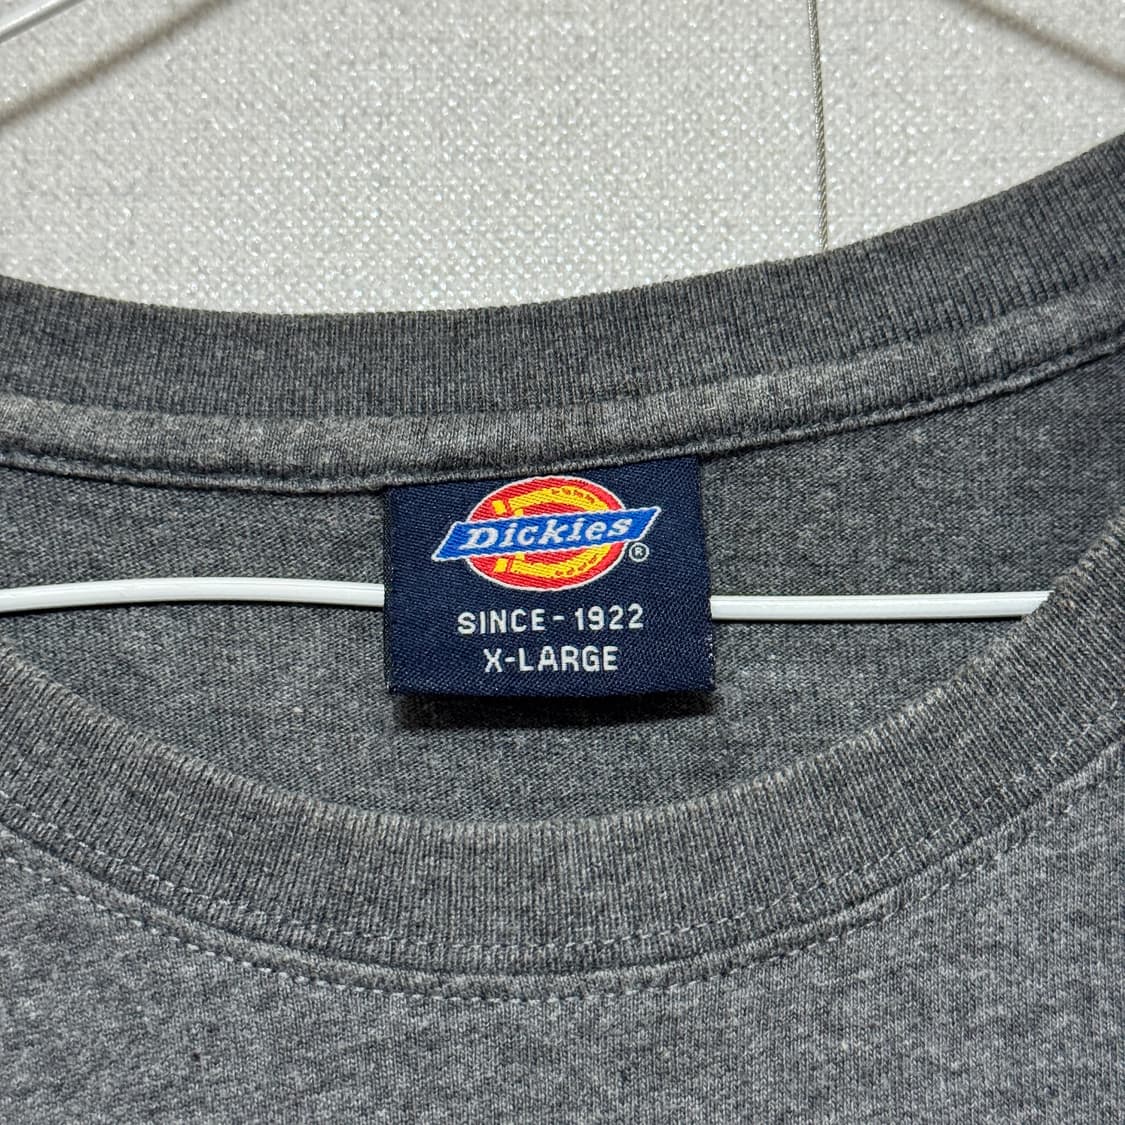 Dickies®
SINCE - 1922
X-LARGE